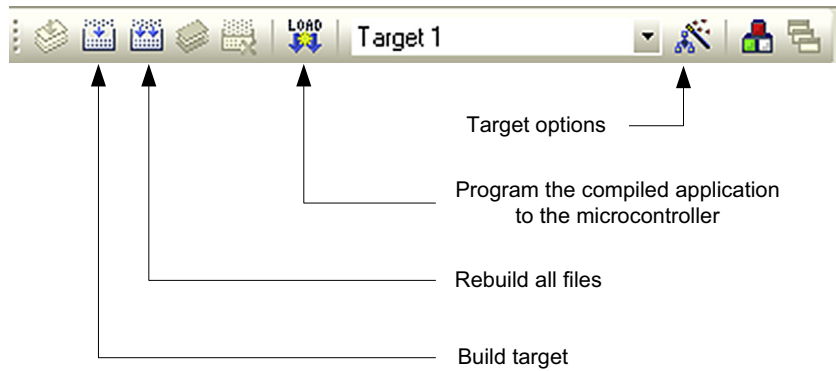 LOAD
Target 1
Target options
Program the compiled application
to the microcontroller
Rebuild all files
Build target